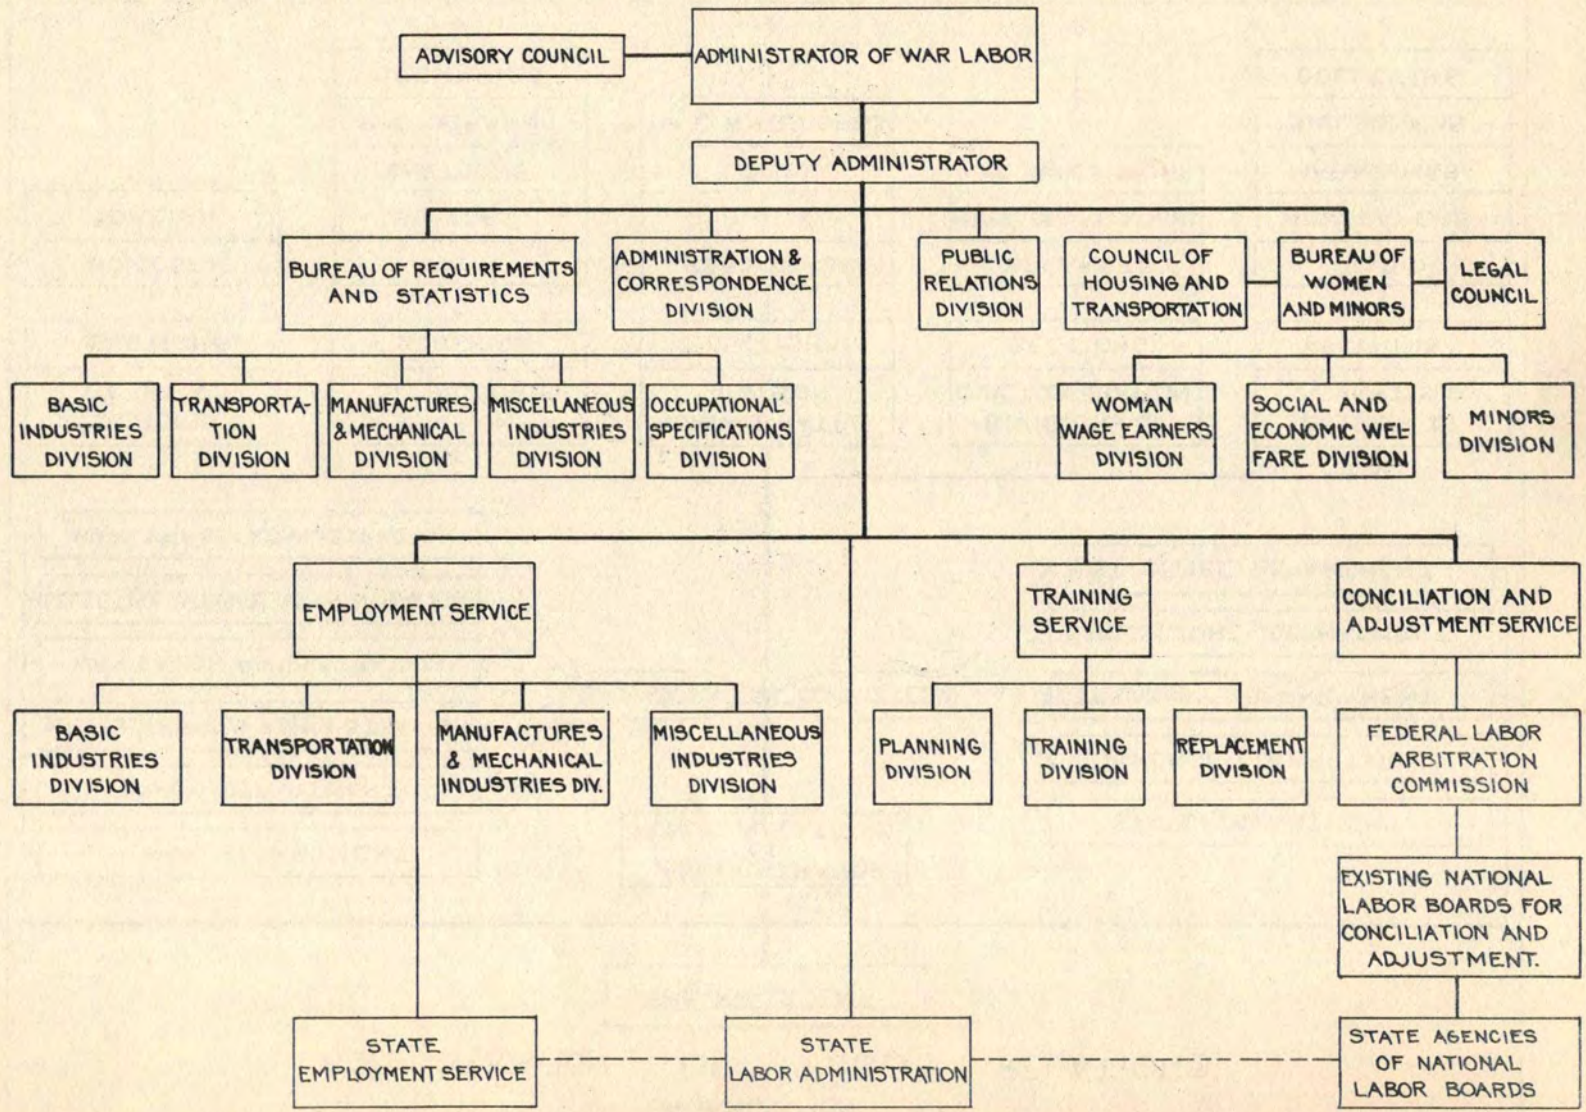 ADVISORY COUNCIL
ADMINISTRATOR OF WAR LABOR
DEPUTY ADMINISTRATOR
BUREAU OF REQUIREMENTS
AND STATISTICS
ADMINISTRATION &
CORRESPONDENCE
DIVISION
PUBLIC
RELATIONS
DIVISION
COUNCIL OF
HOUSING AND
TRANSPORTATION
BUREAU OF
WOMEN
AND MINORS
LEGAL
COUNCIL
BASIC
INDUSTRIES
DIVISION
TRANSPORTA-
TION
DIVISION
MANUFACTURES
& MECHANICAL
DIVISION
MISCELLANEOUS
INDUSTRIES
DIVISION
OCCUPATIONAL
SPECIFICATIONS
DIVISION
WOMAN
WAGE EARNERS
DIVISION
SOCIAL AND
ECONOMIC WEL-
FARE DIVISION
MINORS
DIVISION
EMPLOYMENT SERVICE
TRAINING
SERVICE
CONCILIATION AND
ADJUSTMENT SERVICE
BASIC
INDUSTRIES
DIVISION
TRANSPORTATION
DIVISION
MANUFACTURES
& MECHANICAL
INDUSTRIES DIV.
MISCELLANEOUS
INDUSTRIES
DIVISION
PLANNING
DIVISION
TRAINING
DIVISION
REPLACEMENT
DIVISION
FEDERAL LABOR
ARBITRATION
COMMISSION
EXISTING NATIONAL
LABOR BOARDS FOR
CONCILIATION AND
ADJUSTMENT.
STATE
EMPLOYMENT SERVICE
STATE
LABOR ADMINISTRATION
STATE AGENCIES
OF NATIONAL
LABOR BOARDS